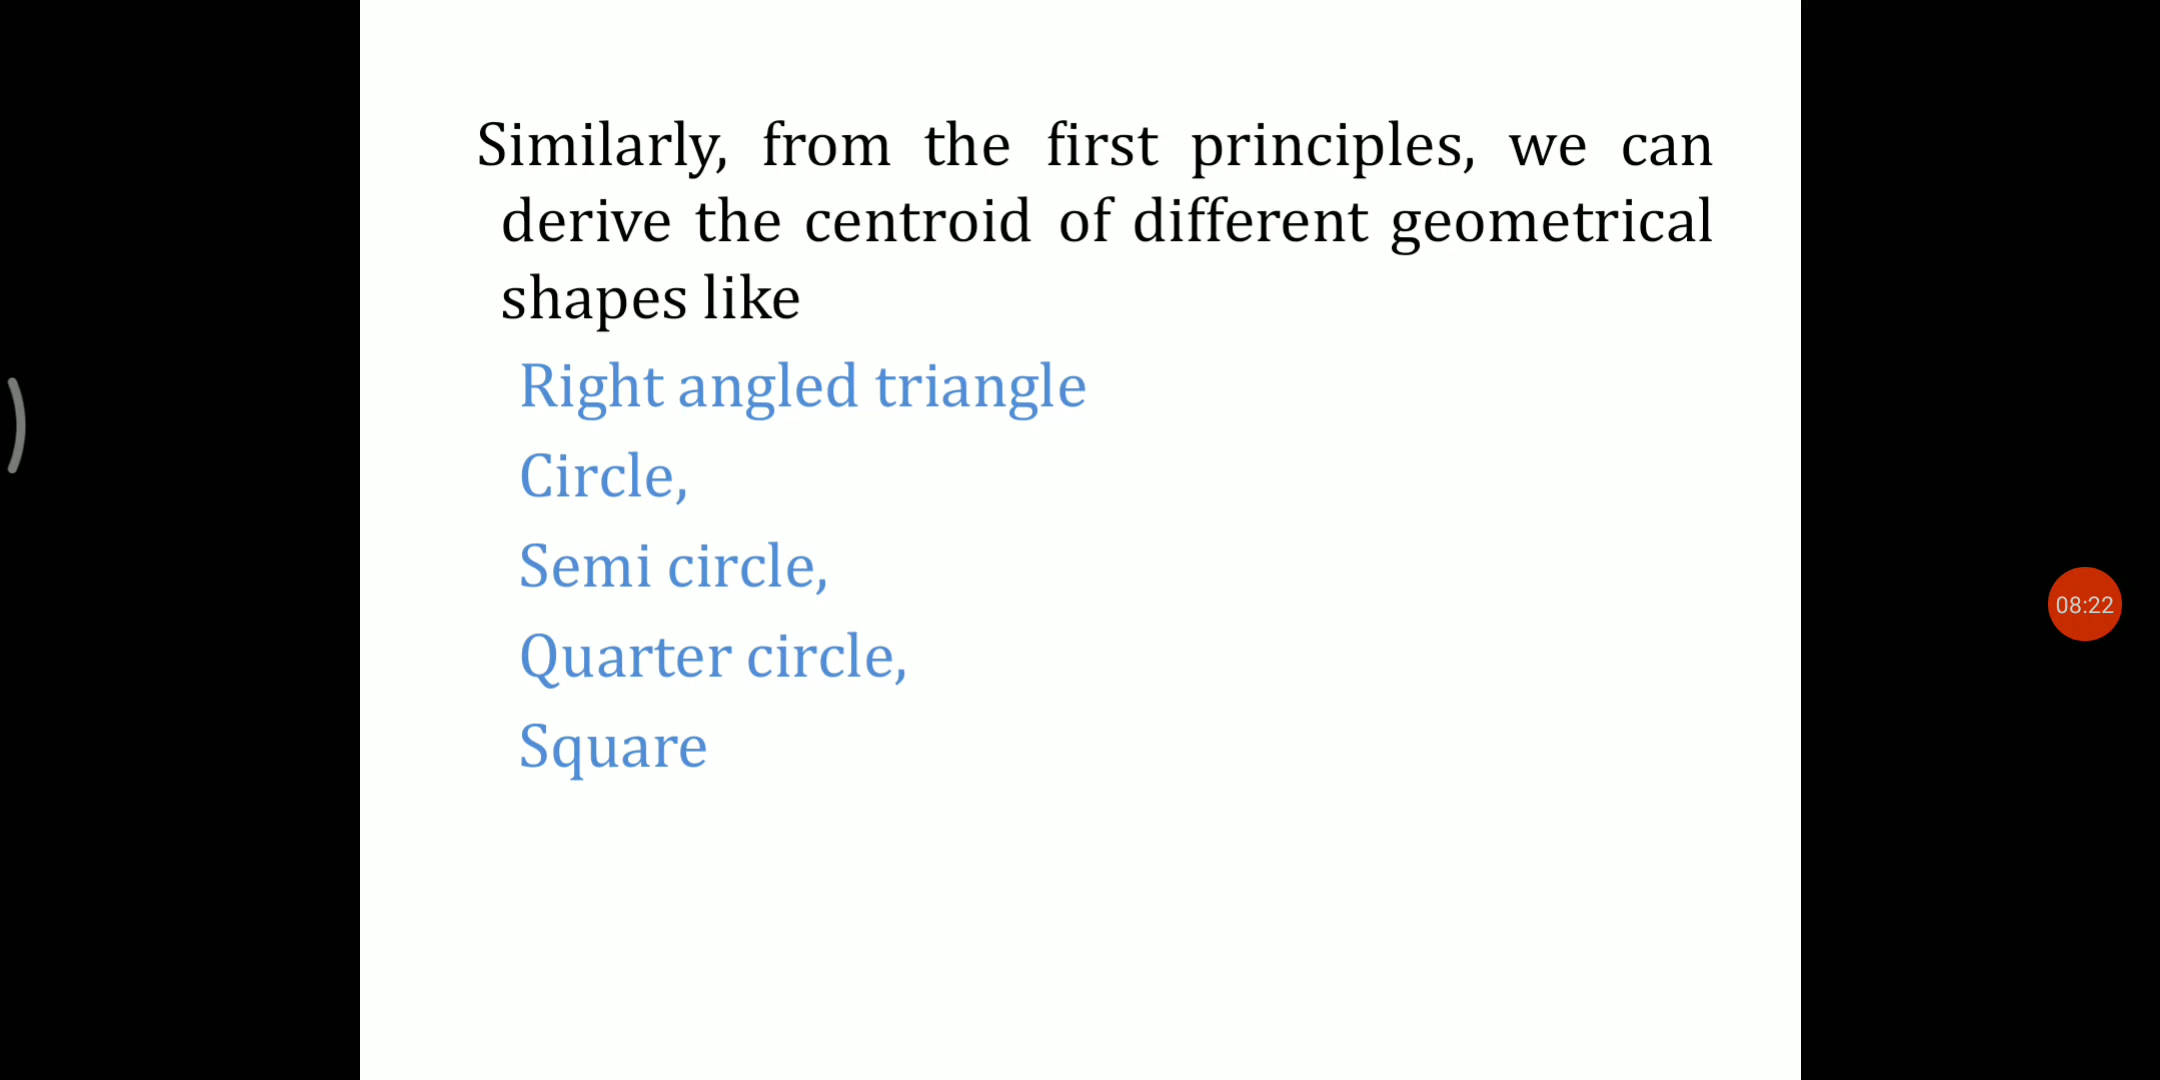 Similarly, from the first principles, we can
derive the centroid of different geometrical
shapes like
Right angled triangle
Circle,
Semi circle,
Quarter circle,
Square
08:22